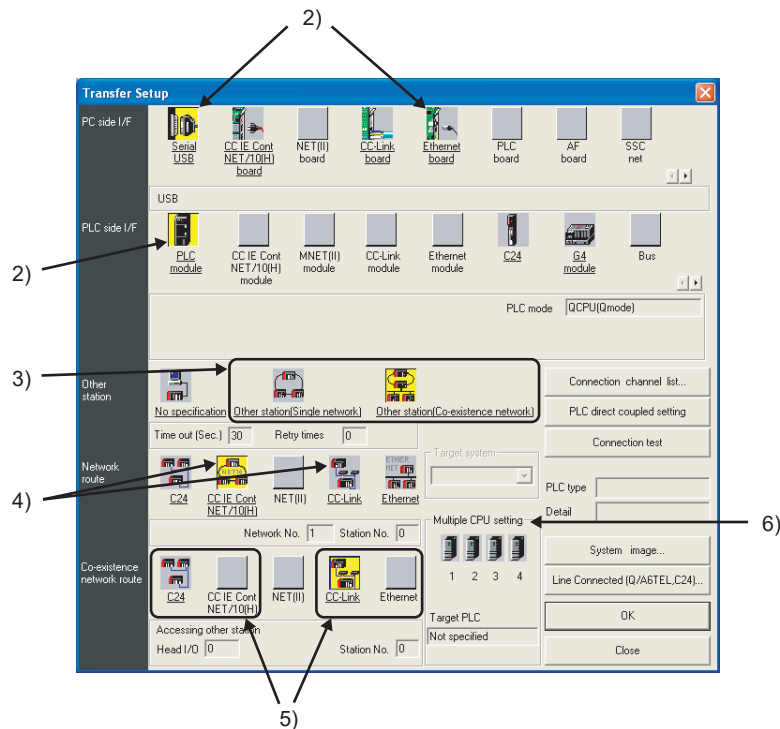 2)
Transfer Setup
PC side I/F
Serial
USB
CC IE Cont
NET/10(H)
board
NET(II)
board
CC-Link
board
Ethernet
board
PLC
board
AF
board
SSC
net
USB
PLC side I/F
2)
PLC
module
CC IE Cont
NET/10(H)
module
MNET(II)
module
CC-Link
module
Ethernet
module
C24
G4
module
Bus
PLC mode QCPU(Qmode)
3)
Other
station
No specification
Other station(Single network)
Other station(Co-existence network)
Connection channel list...
PLC direct coupled setting
Connection test
Time out (Sec.) 30 Retry times 0
Target system
4)
Network
route
C24
NET10
CC IE Cont
NET/10(H)
NET(II)
CC-Link
ETHER
NET
Ethernet
PLC type
Detail
Network No. 1 Station No. 0
Multiple CPU setting
6)
1 2 3 4
System image...
Line Connected (Q/A6TEL,C24)...
Co-existence
network route
C24
CC IE Cont
NET/10(H)
NET(II)
CC-Link
Ethernet
Target PLC
Not specified
OK
Close
Accessing other station
Head I/O 0 Station No. 0
5)